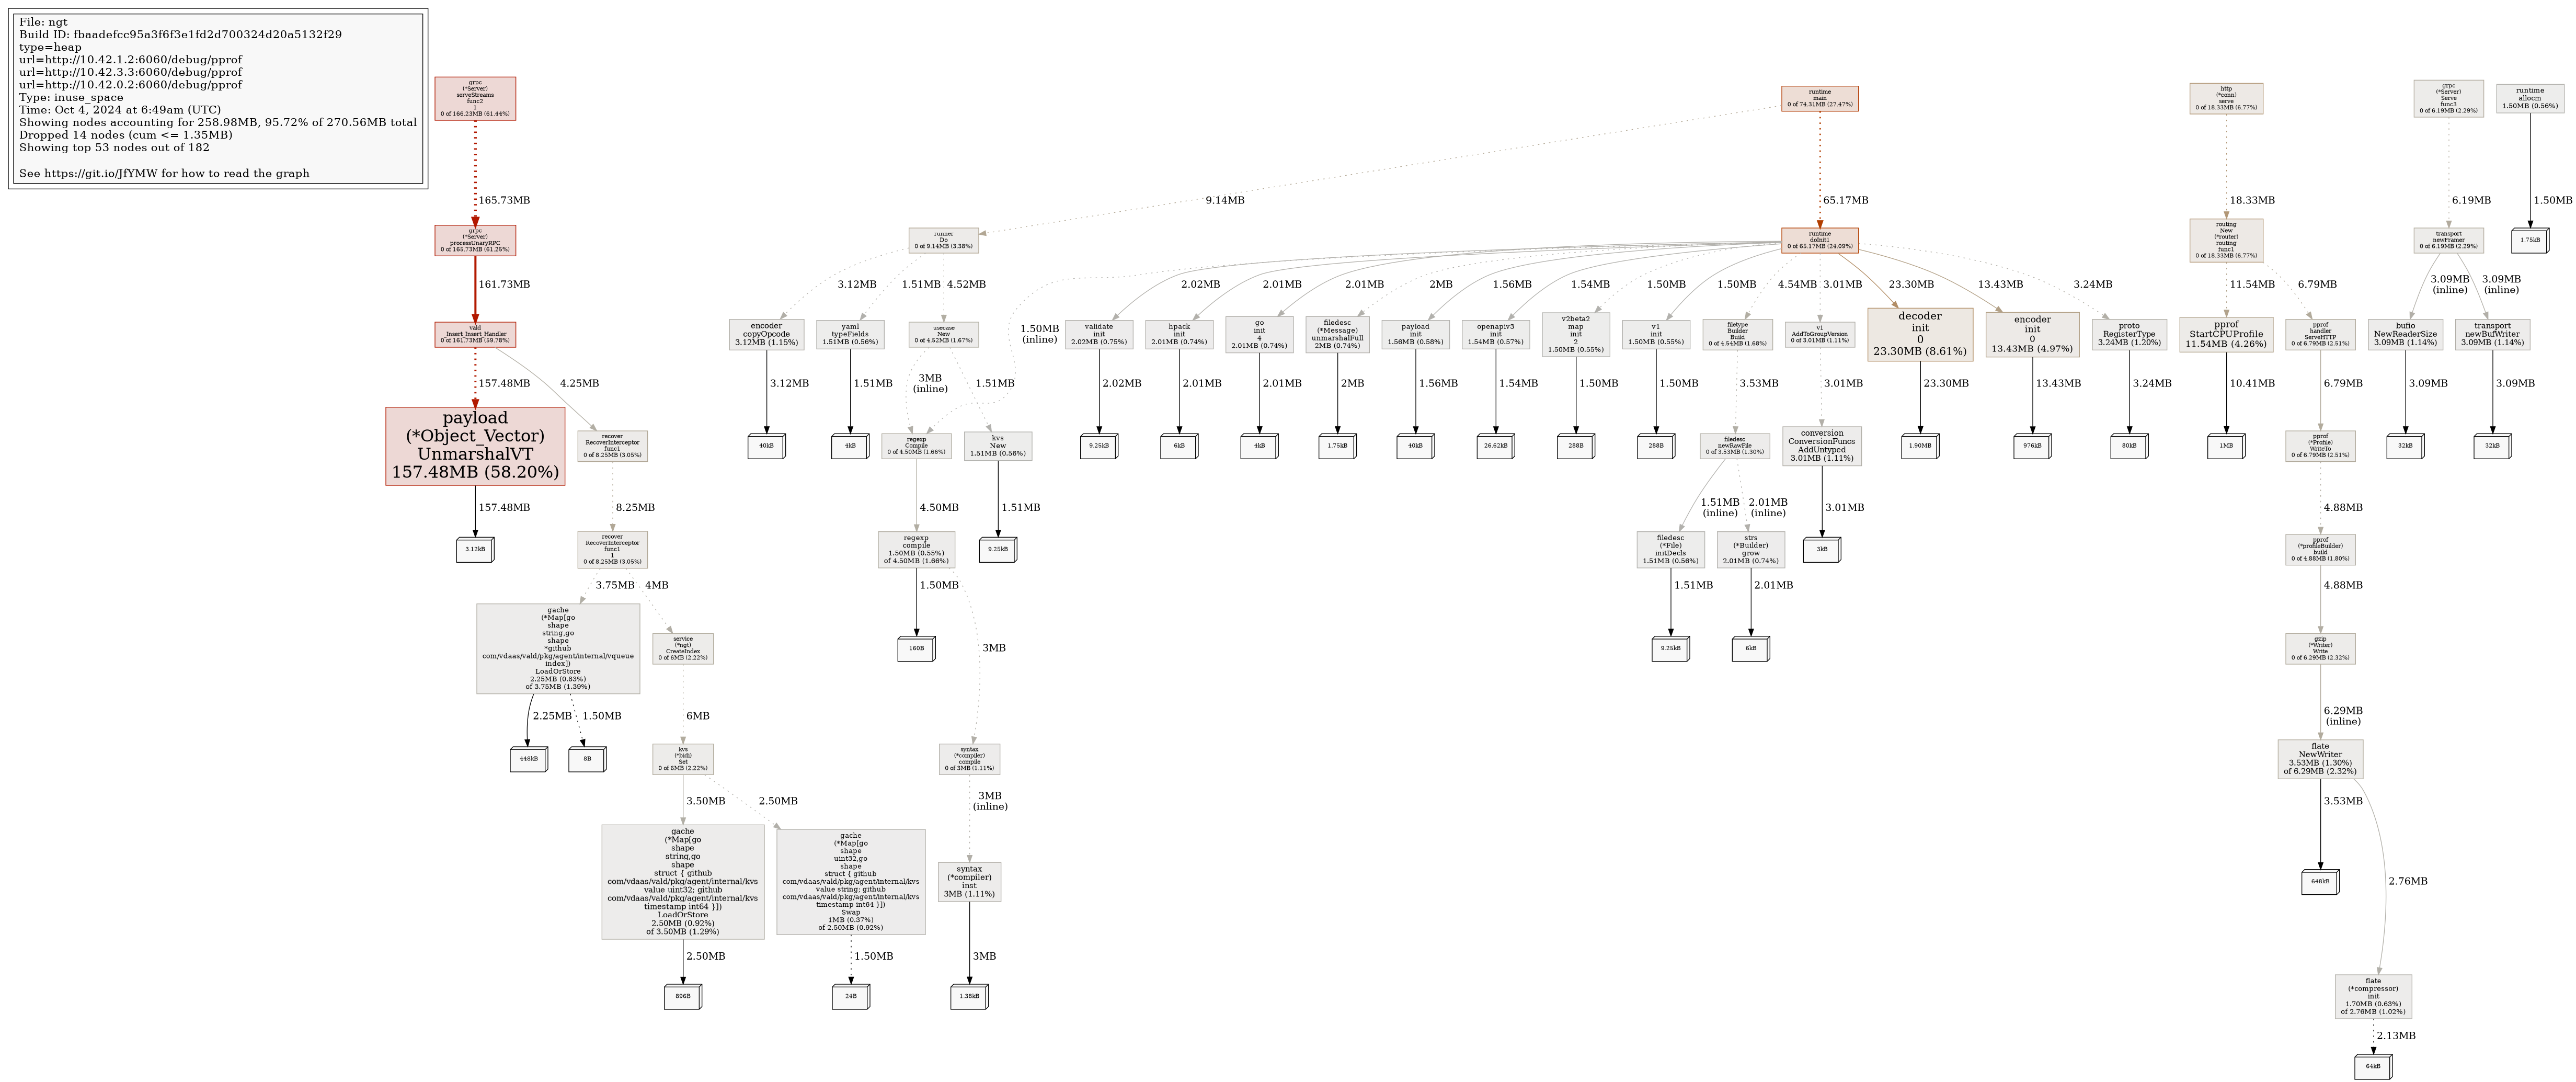 File: ngt
Build ID: fbaadefcc95a3f6f3e1fd2d700324d20a5132f29
type=heap
url=http://10.42.1.2:6060/debug/pprof
url=http://10.42.3.3:6060/debug/pprof
url=http://10.42.0.2:6060/debug/pprof
Type: inuse_space
Time: Oct 4, 2024 at 6:49am (UTC)
Showing nodes accounting for 258.98MB, 95.72% of 270.56MB total
Dropped 14 nodes (cum <= 1.35MB)
Showing top 53 nodes out of 182
See https://git.io/JfYMW for how to read the graph
grpc
(*Server)
serveStreams
func2
1
0 of 166.23MB (61.44%)
165.73MB
grpc
(*Server)
processUnaryRPC
0 of 165.73MB (61.25%)
161.73MB
vald
_Insert_Insert_Handler
0 of 161.73MB (59.78%)
157.48MB
4.25MB
payload
(*Object_Vector)
UnmarshalVT
157.48MB (58.20%)
157.48MB
3.12kB
recover
RecoverInterceptor
func1
0 of 8.25MB (3.05%)
8.25MB
recover
RecoverInterceptor
func1
1
0 of 8.25MB (3.05%)
3.75MB
4MB
gache
(*Map[go
shape
string,go
shape
*github
com/vdaas/vald/pkg/agent/internal/vqueue
index])
LoadOrStore
2.25MB (0.83%)
of 3.75MB (1.39%)
2.25MB
1.50MB
448kB
8B
service
(*ngt)
CreateIndex
0 of 6MB (2.22%)
6MB
kvs
(*bidi)
Set
0 of 6MB (2.22%)
3.50MB
2.50MB
gache
(*Map[go
shape
string,go
shape
struct { github
com/vdaas/vald/pkg/agent/internal/kvs
value uint32; github
com/vdaas/vald/pkg/agent/internal/kvs
timestamp int64 }])
LoadOrStore
2.50MB (0.92%)
of 3.50MB (1.29%)
2.50MB
896B
gache
(*Map[go
shape
uint32,go
shape
struct { github
com/vdaas/vald/pkg/agent/internal/kvs
value string; github
com/vdaas/vald/pkg/agent/internal/kvs
timestamp int64 }])
Swap
1MB (0.37%)
of 2.50MB (0.92%)
1.50MB
24B
runtime
main
0 of 74.31MB (27.47%)
9.14MB
65.17MB
runner
Do
0 of 9.14MB (3.38%)
3.12MB
1.51MB
4.52MB
encoder
copyOpcode
3.12MB (1.15%)
3.12MB
40kB
yaml
typeFields
1.51MB (0.56%)
1.51MB
4kB
usecase
New
0 of 4.52MB (1.67%)
3MB
(inline)
1.51MB
1.50MB
(inline)
regexp
Compile
0 of 4.50MB (1.66%)
4.50MB
kvs
New
1.51MB (0.56%)
1.51MB
9.25kB
regexp
compile
1.50MB (0.55%)
of 4.50MB (1.66%)
1.50MB
160B
3MB
syntax
(*compiler)
compile
0 of 3MB (1.11%)
3MB
(inline)
syntax
(*compiler)
inst
3MB (1.11%)
3MB
1.38kB
runtime
doInit1
0 of 65.17MB (24.09%)
2.02MB
2.01MB
2.01MB
2MB
1.56MB
1.54MB
1.50MB
1.50MB
4.54MB
3.01MB
23.30MB
13.43MB
3.24MB
validate
init
2.02MB (0.75%)
2.02MB
9.25kB
hpack
init
2.01MB (0.74%)
2.01MB
6kB
go
init
4
2.01MB (0.74%)
2.01MB
4kB
filedesc
(*Message)
unmarshalFull
2MB (0.74%)
2MB
1.75kB
payload
init
1.56MB (0.58%)
1.56MB
40kB
openapiv3
init
1.54MB (0.57%)
1.54MB
26.62kB
v2beta2
map
init
2
1.50MB (0.55%)
1.50MB
288B
v1
init
1.50MB (0.55%)
1.50MB
288B
filetype
Builder
Build
0 of 4.54MB (1.68%)
3.53MB
filedesc
newRawFile
0 of 3.53MB (1.30%)
1.51MB
(inline)
2.01MB
(inline)
filedesc
(*File)
initDecls
1.51MB (0.56%)
1.51MB
9.25kB
strs
(*Builder)
grow
2.01MB (0.74%)
2.01MB
6kB
v1
AddToGroupVersion
0 of 3.01MB (1.11%)
3.01MB
conversion
ConversionFuncs
AddUntyped
3.01MB (1.11%)
3.01MB
3kB
decoder
init
0
23.30MB (8.61%)
23.30MB
1.90MB
encoder
init
0
13.43MB (4.97%)
13.43MB
976kB
proto
RegisterType
3.24MB (1.20%)
3.24MB
80kB
http
(*conn)
serve
0 of 18.33MB (6.77%)
18.33MB
routing
New
(*router)
routing
func1
0 of 18.33MB (6.77%)
11.54MB
6.79MB
pprof
StartCPUProfile
11.54MB (4.26%)
10.41MB
1MB
pprof
handler
ServeHTTP
0 of 6.79MB (2.51%)
6.79MB
pprof
(*Profile)
WriteTo
0 of 6.79MB (2.51%)
4.88MB
pprof
(*profileBuilder)
build
0 of 4.88MB (1.80%)
4.88MB
gzip
(*Writer)
Write
0 of 6.29MB (2.32%)
6.29MB
(inline)
flate
NewWriter
3.53MB (1.30%)
of 6.29MB (2.32%)
3.53MB
648kB
2.76MB
flate
(*compressor)
init
1.70MB (0.63%)
of 2.76MB (1.02%)
2.13MB
64kB
grpc
(*Server)
Serve
func3
0 of 6.19MB (2.29%)
6.19MB
transport
newFramer
0 of 6.19MB (2.29%)
3.09MB
(inline)
3.09MB
(inline)
bufio
NewReaderSize
3.09MB (1.14%)
3.09MB
32kB
transport
newBufWriter
3.09MB (1.14%)
3.09MB
32kB
runtime
allocm
1.50MB (0.56%)
1.50MB
1.75kB